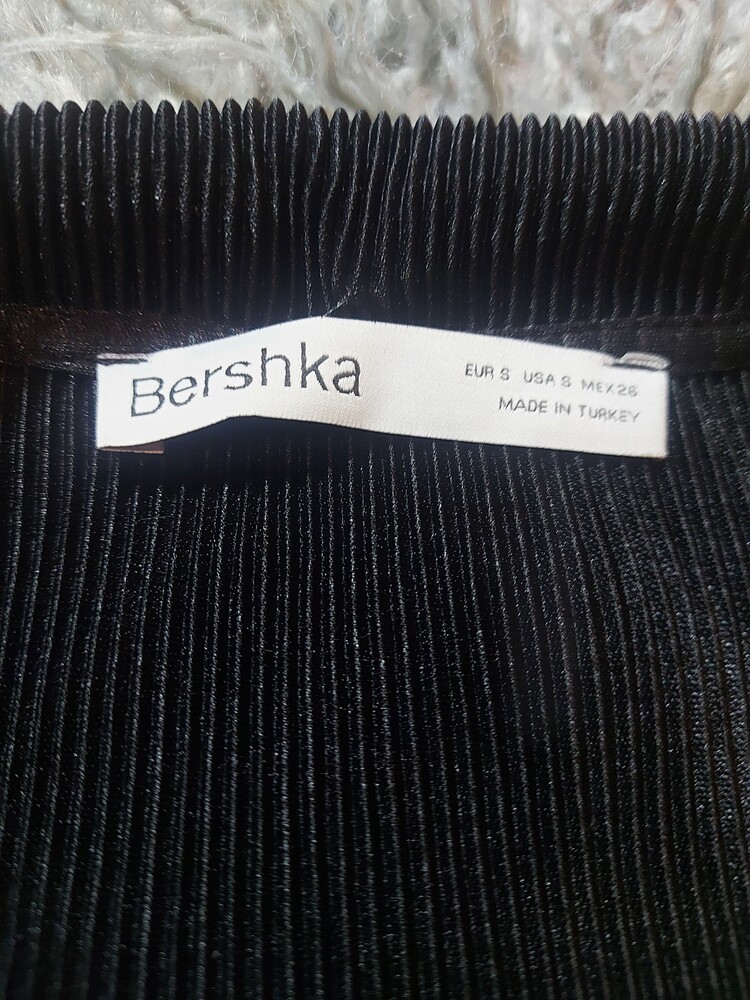 Bershka
EUR S USA S MEX 26
MADE IN TURKEY